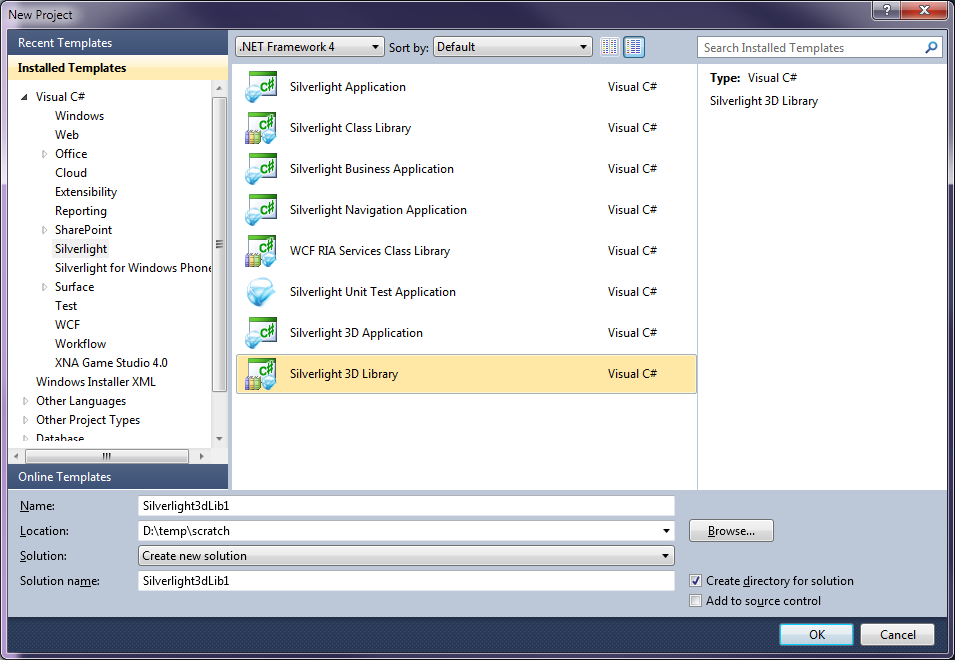 New Project
Recent Templates
Installed Templates
Visual C#
Windows
Web
Office
Cloud
Extensibility
Reporting
SharePoint
Silverlight
Silverlight for Windows Phone
Surface
Test
WCF
Workflow
XNA Game Studio 4.0
Windows Installer XML
Other Languages
Other Project Types
Database
Online Templates
.NET Framework 4 Sort by: Default
Silverlight Application Visual C#
Silverlight Class Library Visual C#
Silverlight Business Application Visual C#
Silverlight Navigation Application Visual C#
WCF RIA Services Class Library Visual C#
Silverlight Unit Test Application Visual C#
Silverlight 3D Application Visual C#
Silverlight 3D Library Visual C#
Search Installed Templates
Type: Visual C#
Silverlight 3D Library
Name: Silverlight3dLib1
Location: D:\temp\scratch Browse...
Solution: Create new solution
Solution name: Silverlight3dLib1
Create directory for solution
Add to source control
OK Cancel